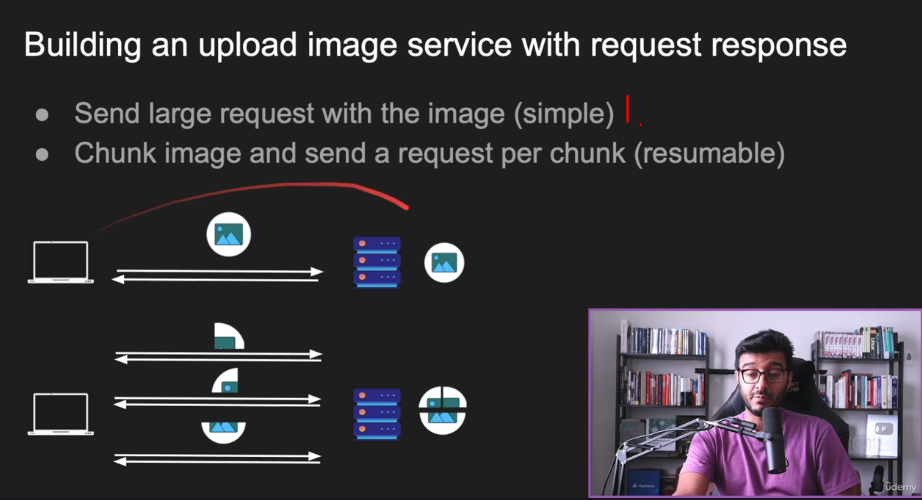 Building an upload image service with request response
● Send large request with the image (simple)
● Chunk image and send a request per chunk (resumable)
ûdemy